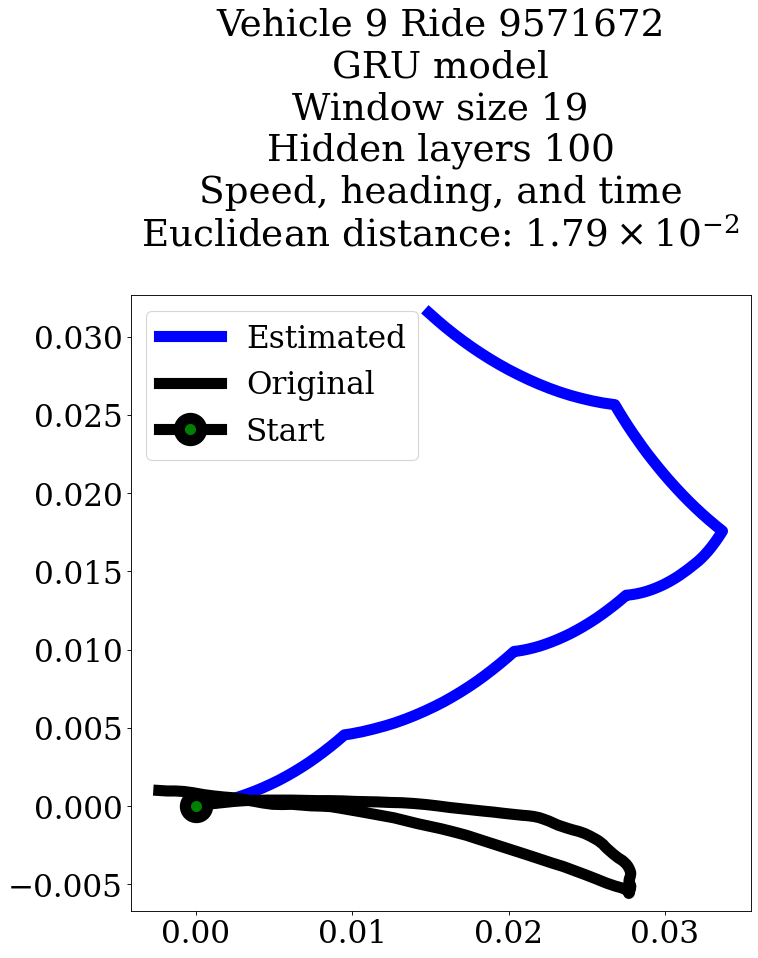 Vehicle 9 Ride 9571672
GRU model
Window size 19
Hidden layers 100
Speed, heading, and time
Euclidean distance: 1.79 × 10⁻²
Estimated
Original
Start
0.030
0.025
0.020
0.015
0.010
0.005
0.000
−0.005
0.00 0.01 0.02 0.03